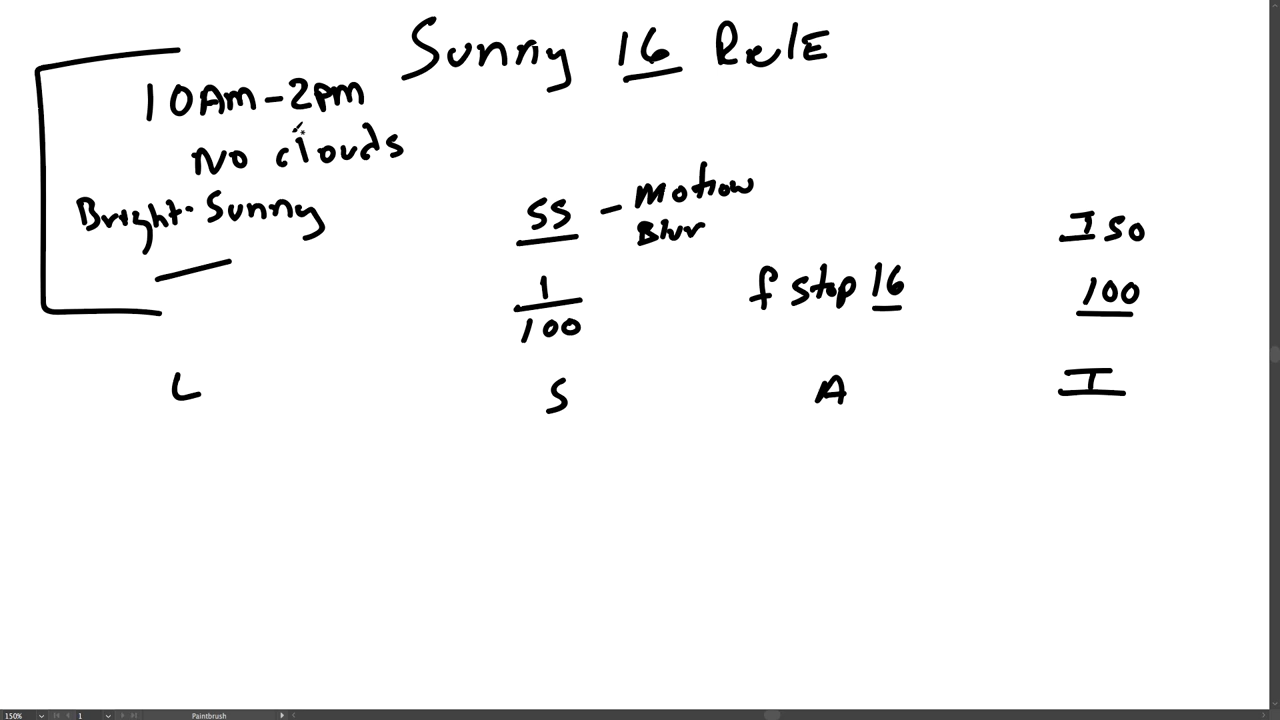 Sunny 16 RulE
10Am-2pm
No clouds
Bright-Sunny
SS - Motion Blur
ISO
1/100
f stop 16
100
L S A I
150% 1 Paintbrush